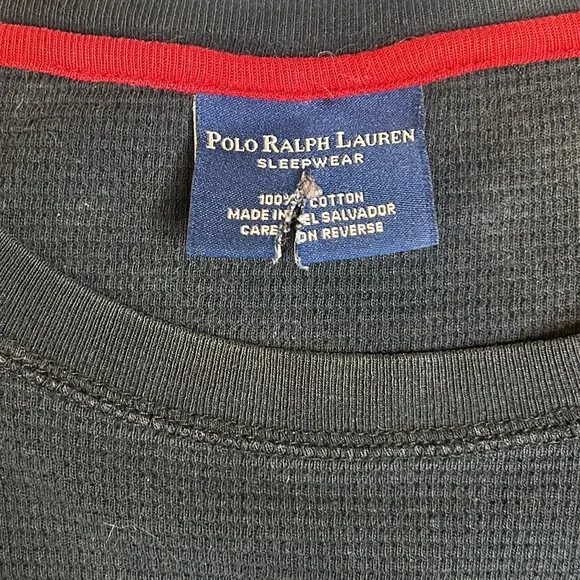 POLO RALPH LAUREN
SLEEPWEAR
100% COTTON
MADE IN EL SALVADOR
CARE ON REVERSE